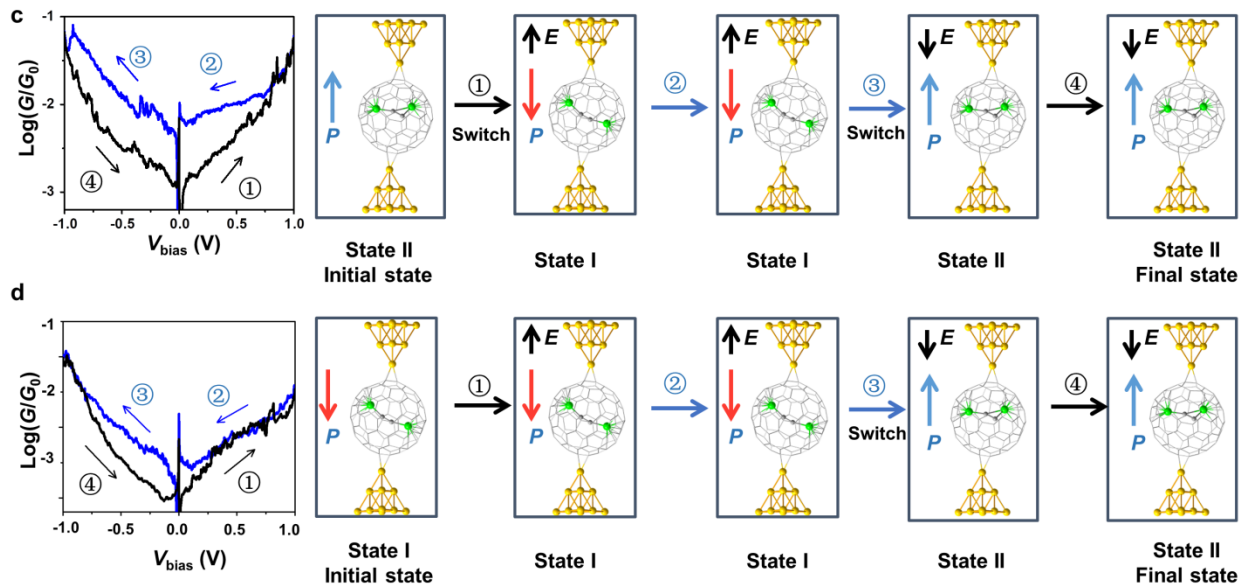 c
Log(G/G₀)
-1
-2
-3
-1.0 -0.5 0.0 0.5 1.0
V_bias (V)
③
②
④
①
P
State II
Initial state
①
Switch
E
P
State I
②
E
P
State I
③
Switch
E
P
State II
④
E
P
State II
Final state
d
Log(G/G₀)
-1
-2
-3
-1.0 -0.5 0.0 0.5 1.0
V_bias (V)
③
②
④
①
P
State I
Initial state
①
E
P
State I
②
E
P
State I
③
Switch
E
P
State II
④
E
P
State II
Final state